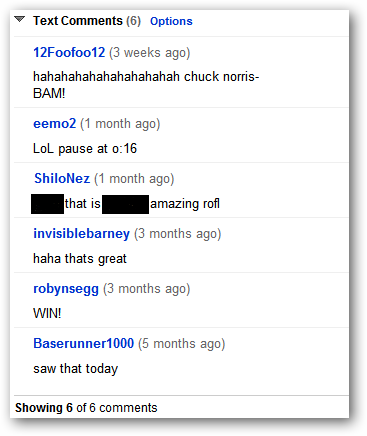 Text Comments (6) Options
12Foofoo12 (3 weeks ago)
hahahahahahahahahahah chuck norris-
BAM!
eemo2 (1 month ago)
LoL pause at o:16
ShiloNez (1 month ago)
that is amazing rofl
invisiblebarney (3 months ago)
haha thats great
robynsegg (3 months ago)
WIN!
Baserunner1000 (5 months ago)
saw that today
Showing 6 of 6 comments